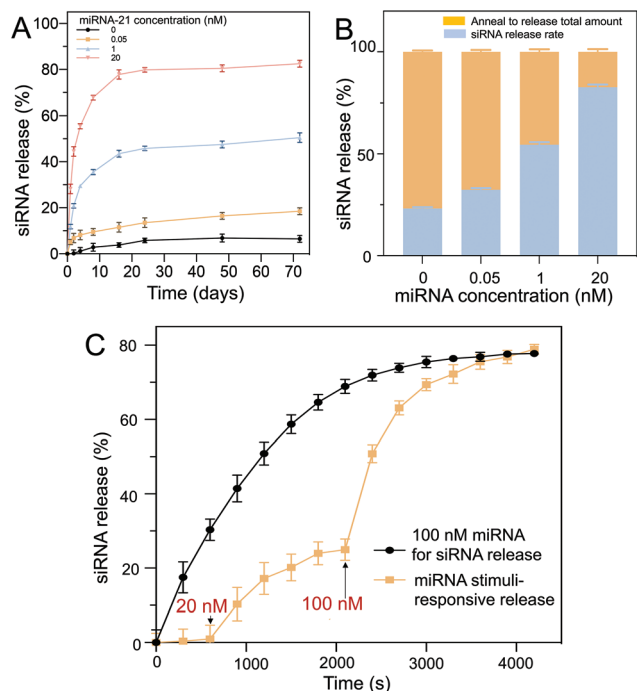 A
miRNA-21 concentration (nM)
0
0.05
1
20
100
80
60
40
20
0
siRNA release (%)
0 10 20 30 40 50 60 70
Time (days)
B
Anneal to release total amount
siRNA release rate
100
50
0
siRNA release (%)
0 0.05 1 20
miRNA concentration (nM)
C
80
60
40
20
0
siRNA release (%)
20 nM
100 nM
100 nM miRNA
for siRNA release
miRNA stimuli-
responsive release
0 1000 2000 3000 4000
Time (s)